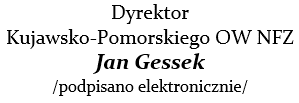 Dyrektor
Kujawsko-Pomorskiego OW NFZ
Jan Gessek
/podpisano elektronicznie/